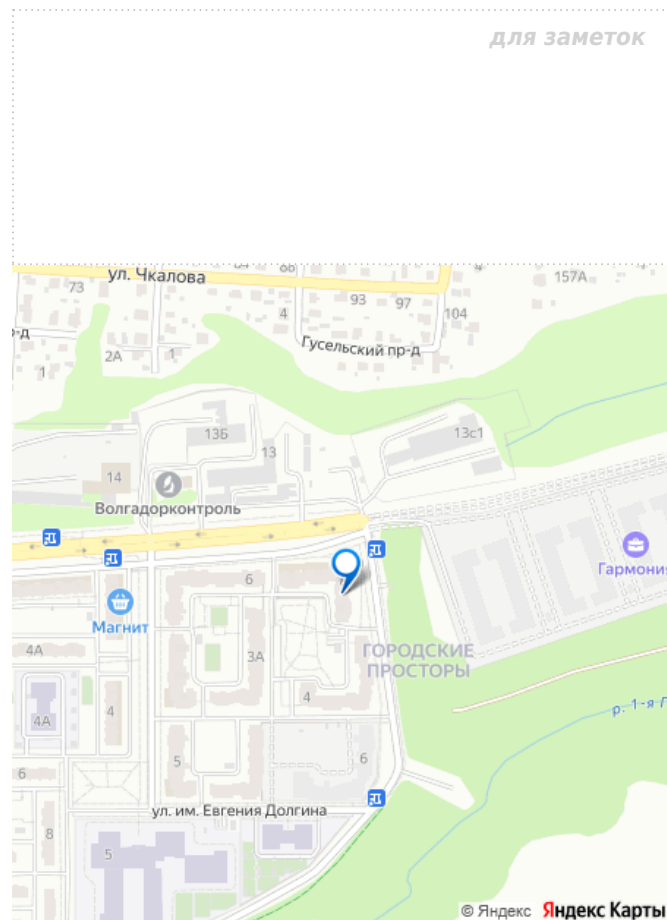 для заметок
ул. Чкалова
73
93
97
104
157А
4
4
Гусельский пр-д
2А
1
1
13Б
13
13с1
14
Волгадорконтроль
Гармония
6
Магнит
3А
ГОРОДСКИЕ
ПРОСТОРЫ
4А
4А
4
4
5
6
6
р. 1-я Г
ул. им. Евгения Долгина
8
5
© Яндекс Яндекс Карты